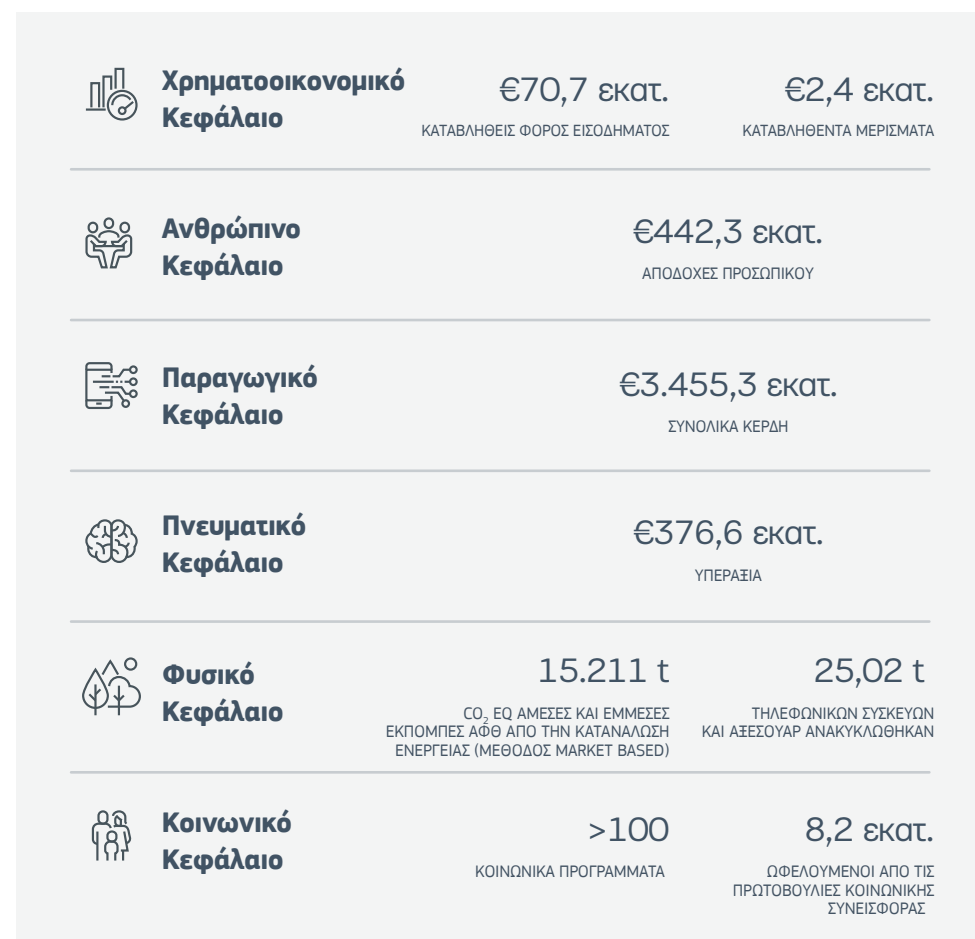 Χρηματοοικονομικό
Κεφάλαιο
€70,7 εκατ.
ΚΑΤΑΒΛΗΘΕΙΣ ΦΟΡΟΣ ΕΙΣΟΔΗΜΑΤΟΣ
€2,4 εκατ.
ΚΑΤΑΒΛΗΘΕΝΤΑ ΜΕΡΙΣΜΑΤΑ
Ανθρώπινο
Κεφάλαιο
€442,3 εκατ.
ΑΠΟΔΟΧΕΣ ΠΡΟΣΩΠΙΚΟΥ
Παραγωγικό
Κεφάλαιο
€3.455,3 εκατ.
ΣΥΝΟΛΙΚΑ ΚΕΡΔΗ
Πνευματικό
Κεφάλαιο
€376,6 εκατ.
ΥΠΕΡΑΞΙΑ
Φυσικό
Κεφάλαιο
15.211 t
CO₂ EQ ΑΜΕΣΕΣ ΚΑΙ ΕΜΜΕΣΕΣ
ΕΚΠΟΜΠΕΣ ΑΦΘ ΑΠΟ ΤΗΝ ΚΑΤΑΝΑΛΩΣΗ
ΕΝΕΡΓΕΙΑΣ (ΜΕΘΟΔΟΣ MARKET BASED)
25,02 t
ΤΗΛΕΦΩΝΙΚΩΝ ΣΥΣΚΕΥΩΝ
ΚΑΙ ΑΞΕΣΟΥΑΡ ΑΝΑΚΥΚΛΩΘΗΚΑΝ
Κοινωνικό
Κεφάλαιο
>100
ΚΟΙΝΩΝΙΚΑ ΠΡΟΓΡΑΜΜΑΤΑ
8,2 εκατ.
ΩΦΕΛΟΥΜΕΝΟΙ ΑΠΟ ΤΙΣ
ΠΡΩΤΟΒΟΥΛΙΕΣ ΚΟΙΝΩΝΙΚΗΣ
ΣΥΝΕΙΣΦΟΡΑΣ